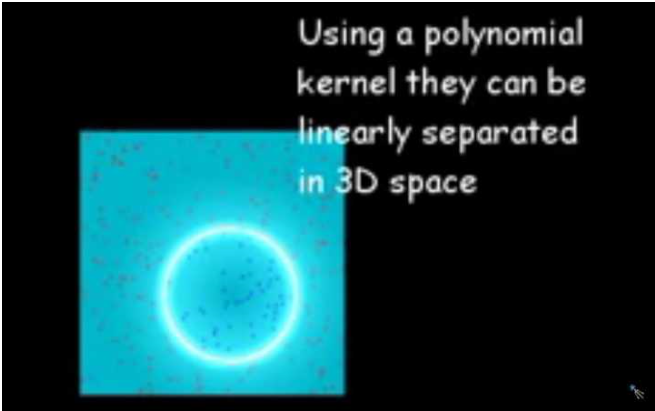 Using a polynomial
kernel they can be
linearly separated
in 3D space